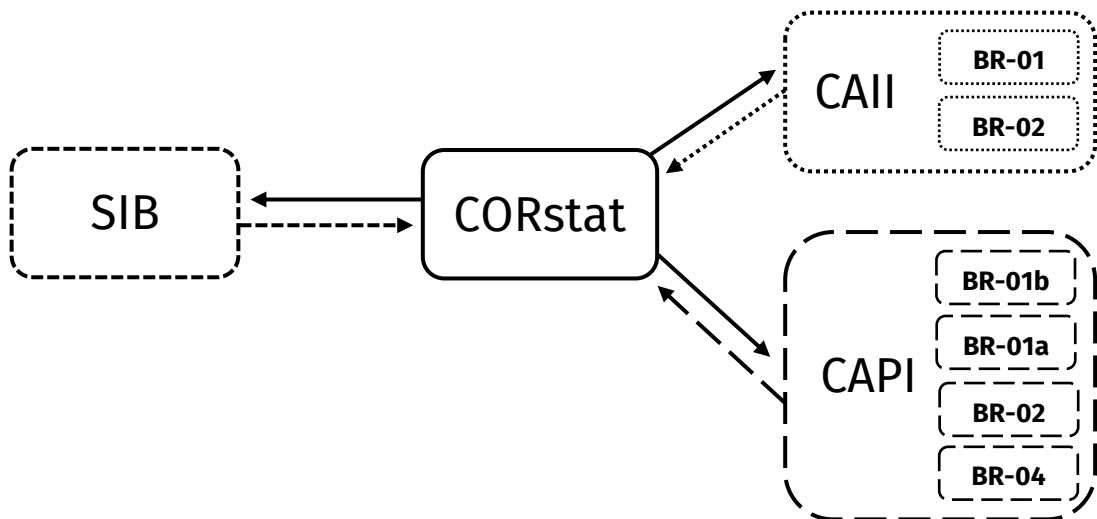 SIB
CORstat
CAII
BR-01
BR-02
CAPI
BR-01b
BR-01a
BR-02
BR-04